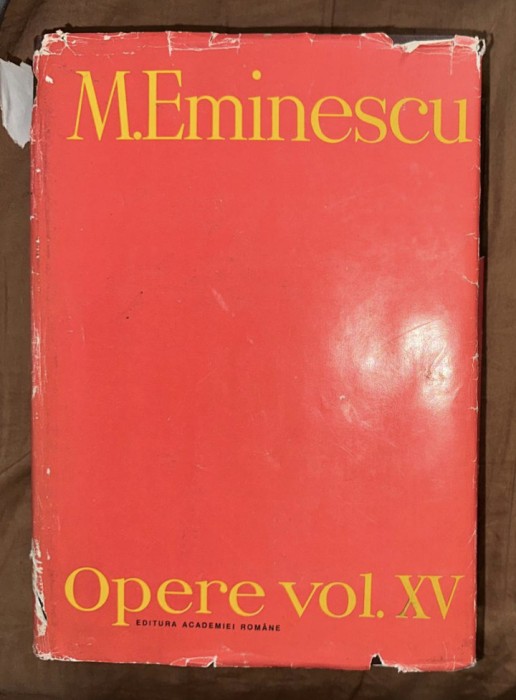 M.Eminescu
Opere vol. XV
EDITURA ACADEMIEI ROMÂNE